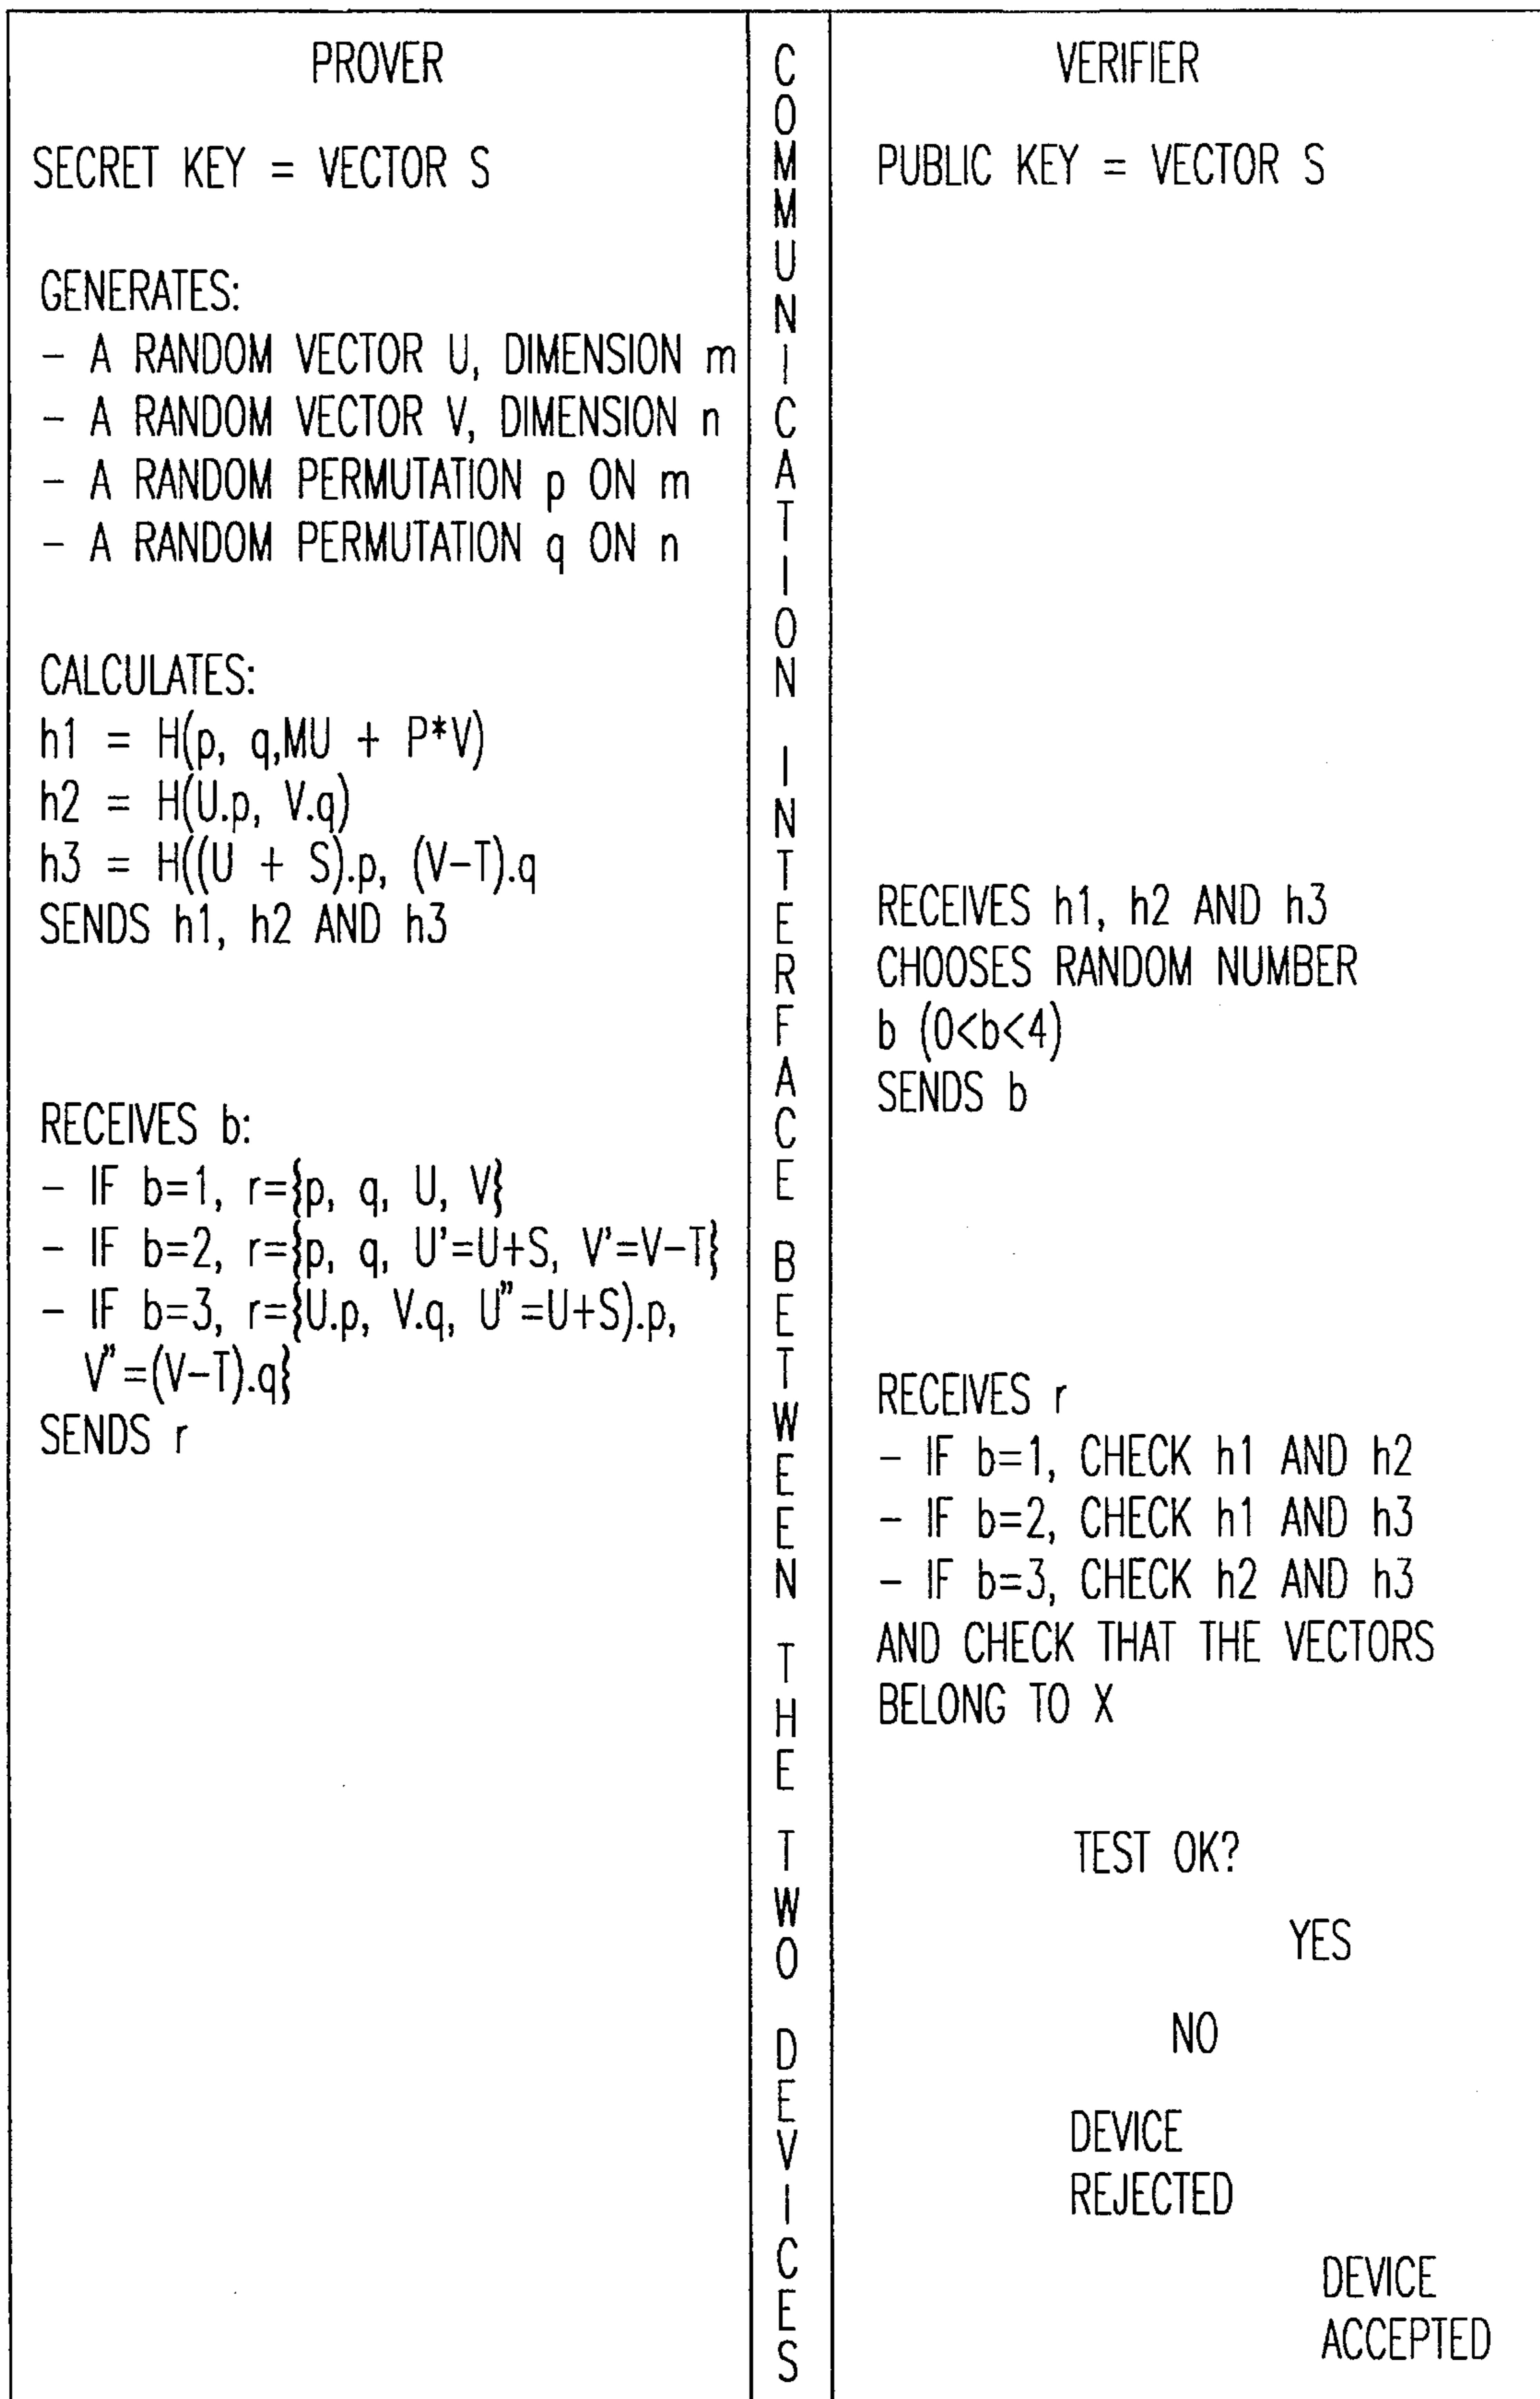 PROVER
SECRET KEY = VECTOR S
GENERATES:
– A RANDOM VECTOR U, DIMENSION m
– A RANDOM VECTOR V, DIMENSION n
– A RANDOM PERMUTATION p ON m
– A RANDOM PERMUTATION q ON n
CALCULATES:
h1 = H(p, q,MU + P*V)
h2 = H(U.p, V.q)
h3 = H((U + S).p, (V–T).q
SENDS h1, h2 AND h3
RECEIVES b:
– IF b=1, r={p, q, U, V}
– IF b=2, r={p, q, U'=U+S, V'=V–T}
– IF b=3, r={U.p, V.q, U"=U+S).p,
V"=(V–T).q}
SENDS r
COMMUNICATION INTERFACE BETWEEN THE TWO DEVICES
VERIFIER
PUBLIC KEY = VECTOR S
RECEIVES h1, h2 AND h3
CHOOSES RANDOM NUMBER
b (0<b<4)
SENDS b
RECEIVES r
– IF b=1, CHECK h1 AND h2
– IF b=2, CHECK h1 AND h3
– IF b=3, CHECK h2 AND h3
AND CHECK THAT THE VECTORS
BELONG TO X
TEST OK?
YES
NO
DEVICE
REJECTED
DEVICE
ACCEPTED